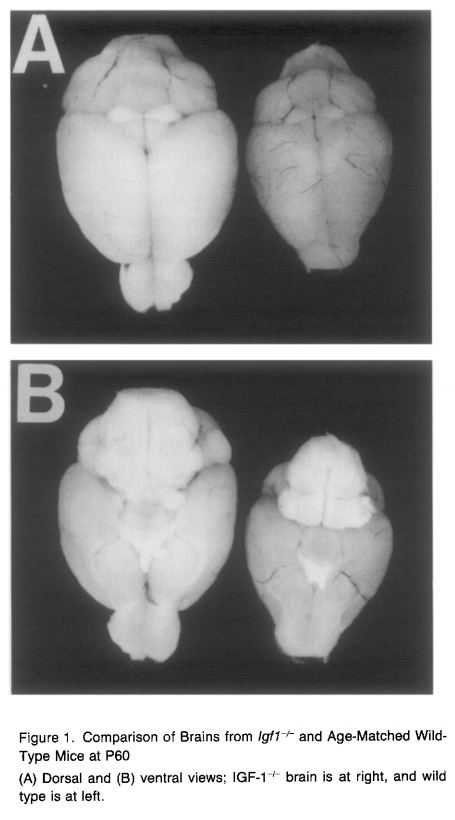 A
B
Figure 1. Comparison of Brains from Igf1⁻/⁻ and Age-Matched Wild-
Type Mice at P60
(A) Dorsal and (B) ventral views; IGF-1⁻/⁻ brain is at right, and wild
type is at left.